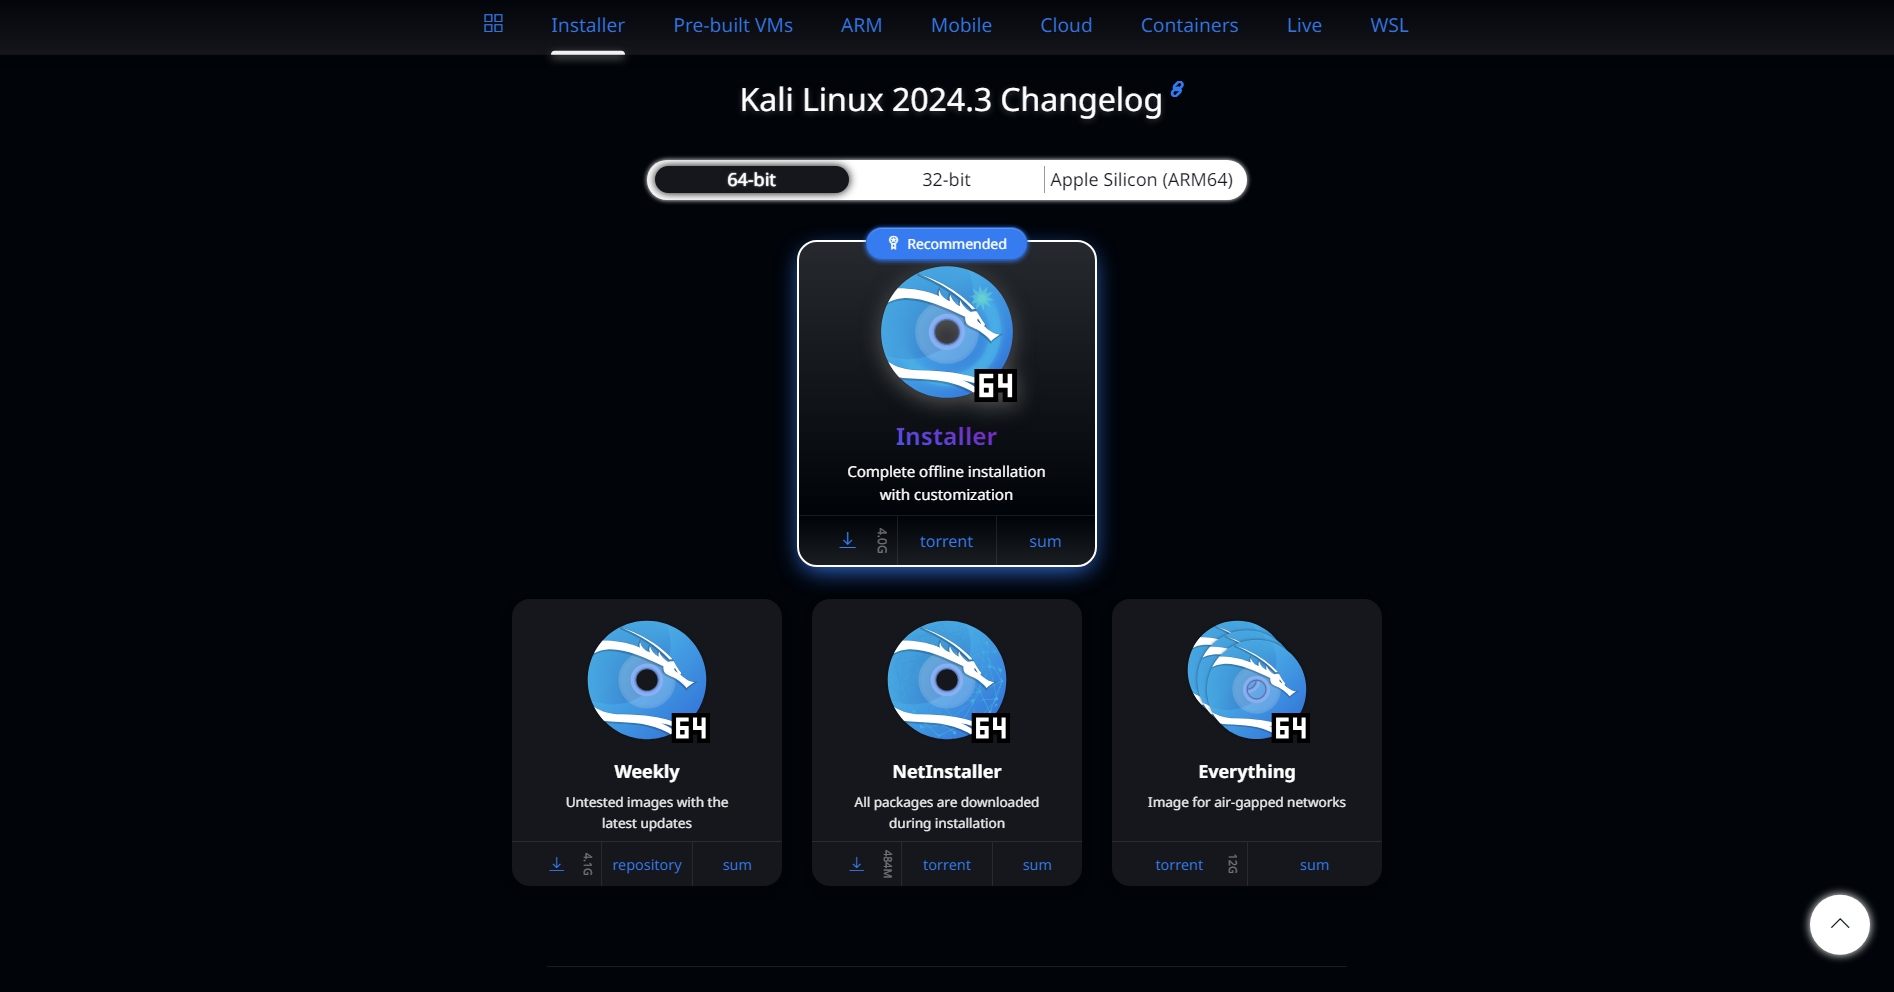 Installer Pre-built VMs ARM Mobile Cloud Containers Live WSL
Kali Linux 2024.3 Changelog
64-bit 32-bit Apple Silicon (ARM64)
Recommended
64
Installer
Complete offline installation
with customization
4.0G torrent sum
64
Weekly
Untested images with the
latest updates
4.1G repository sum
64
NetInstaller
All packages are downloaded
during installation
484M torrent sum
64
Everything
Image for air-gapped networks
torrent 12G sum